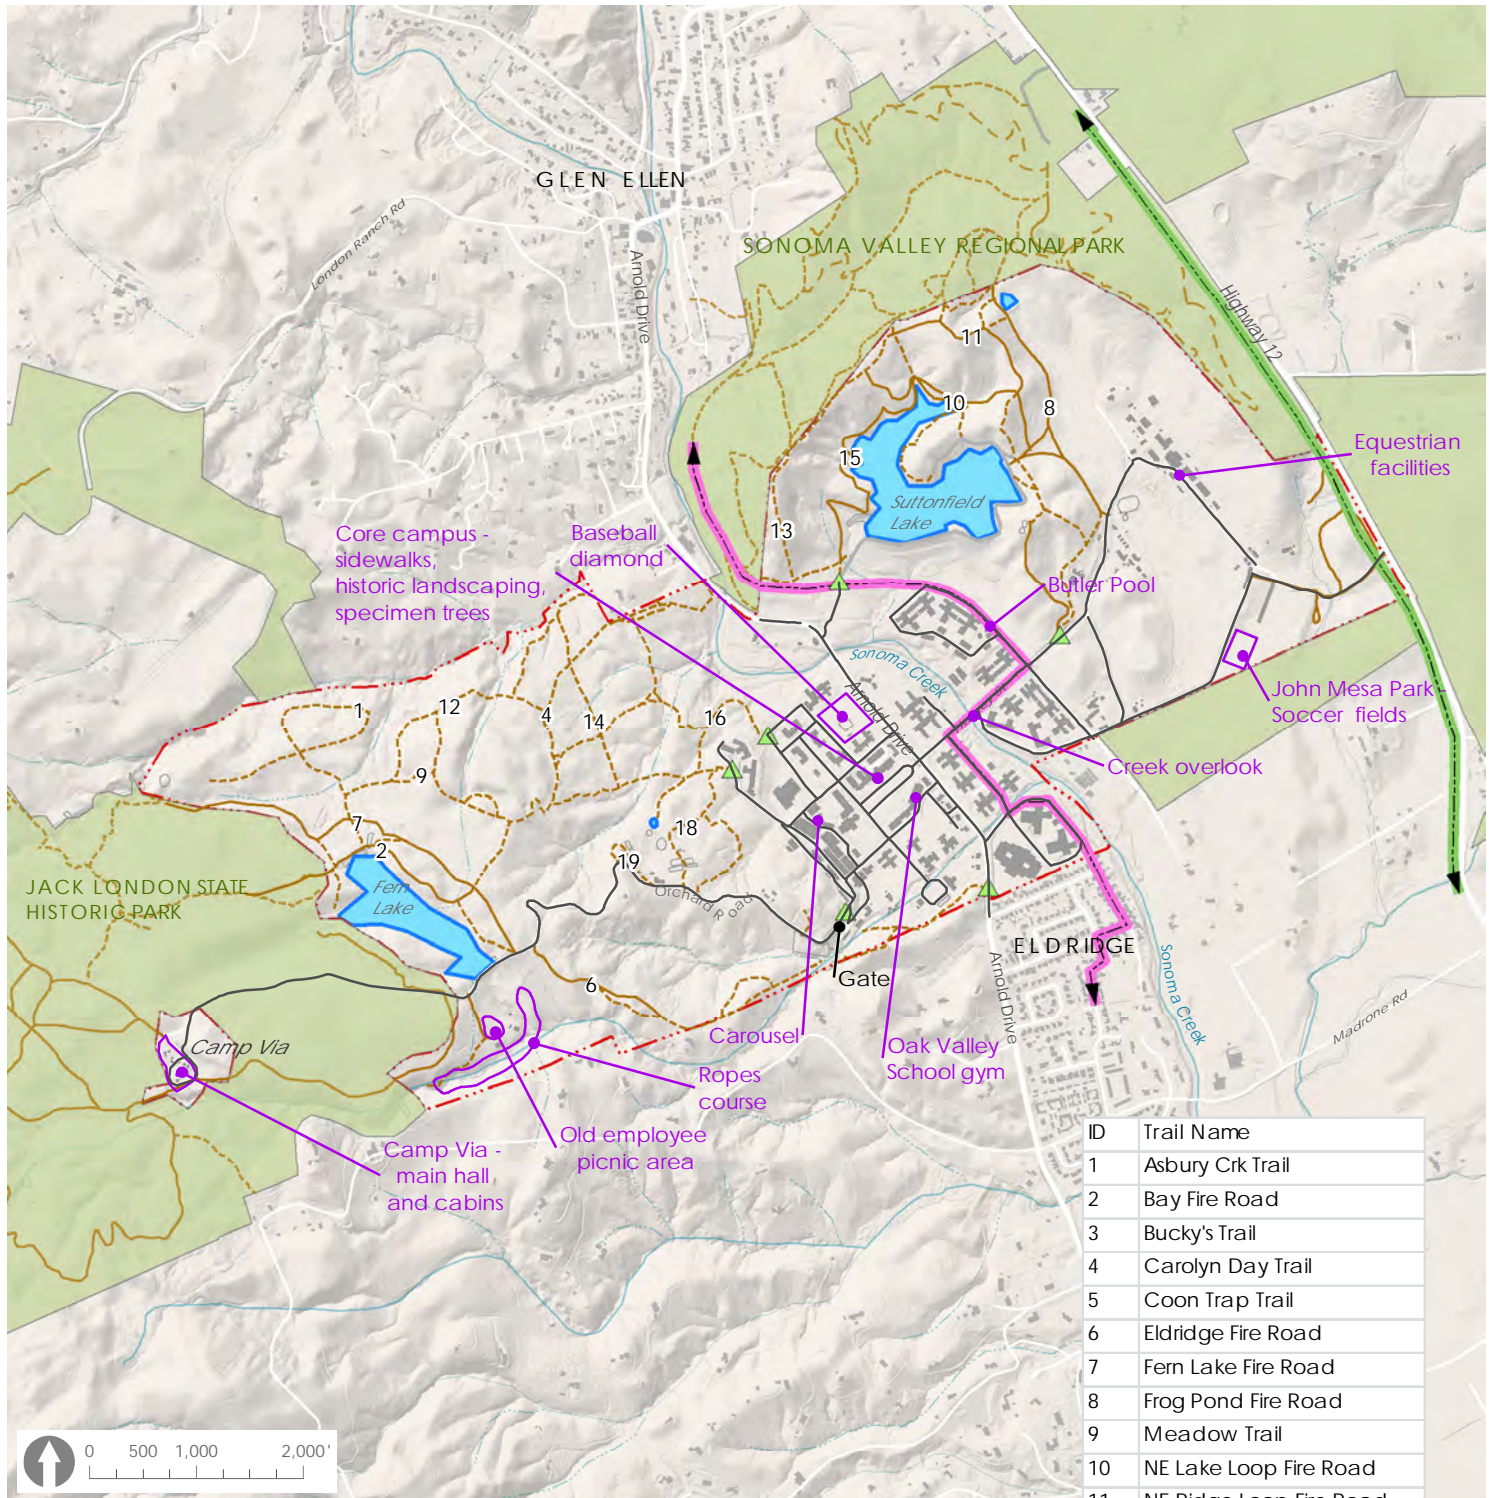 GLEN ELLEN
London Ranch Rd
Arnold Drive
SONOMA VALLEY REGIONAL PARK
Highway 12
11
10
8
15
Suttonfield
Lake
13
Equestrian
facilities
Core campus -
sidewalks,
historic landscaping,
specimen trees
Baseball
diamond
Butler Pool
Sonoma Creek
Arnold Drive
John Mesa Park -
Soccer fields
Creek overlook
1
12
4
14
16
9
7
2
18
19
Orchard Road
Fern
Lake
JACK LONDON STATE
HISTORIC PARK
ELDRIDGE
Arnold Drive
Sonoma Creek
Madrone Rd
6
Gate
Camp Via
Carousel
Oak Valley
School gym
Ropes
course
Old employee
picnic area
Camp Via -
main hall
and cabins
ID Trail Name
1 Asbury Crk Trail
2 Bay Fire Road
3 Bucky's Trail
4 Carolyn Day Trail
5 Coon Trap Trail
6 Eldridge Fire Road
7 Fern Lake Fire Road
8 Frog Pond Fire Road
9 Meadow Trail
10 NE Lake Loop Fire Road
11 NE Ridge Loop Fire Road
0 500 1,000 2,000'